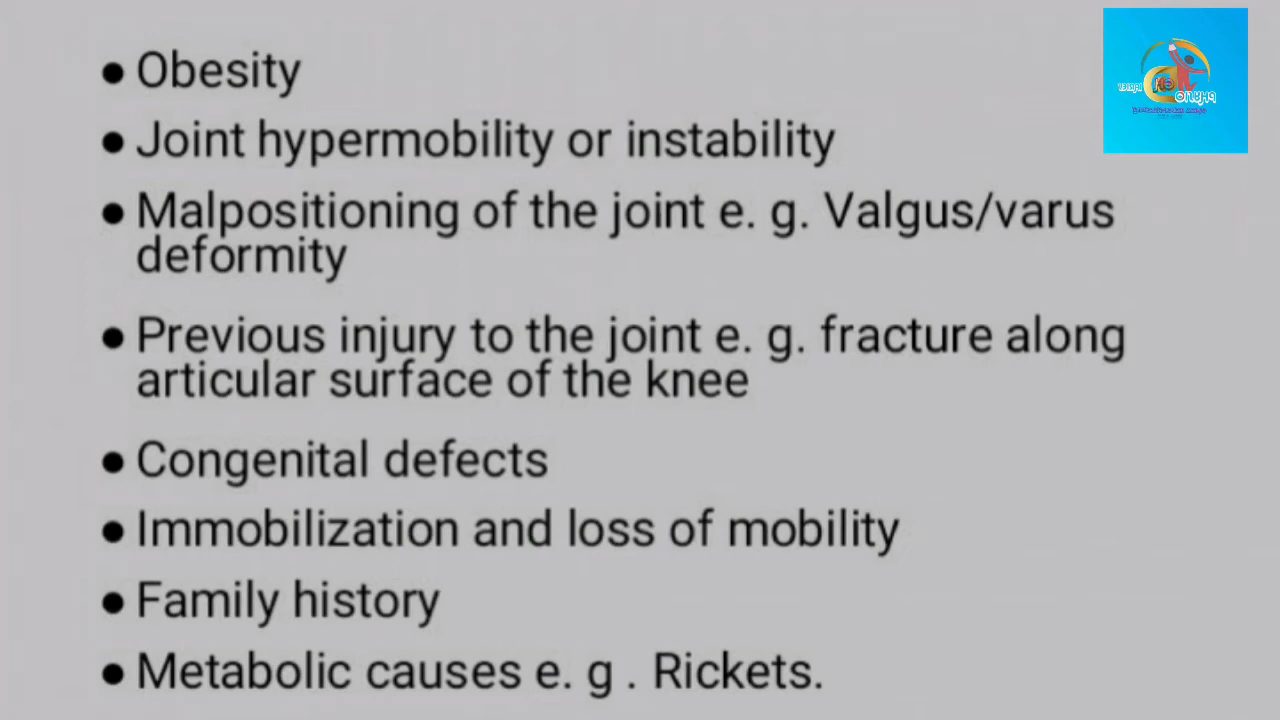 ● Obesity
● Joint hypermobility or instability
● Malpositioning of the joint e. g. Valgus/varus
deformity
● Previous injury to the joint e. g. fracture along
articular surface of the knee
● Congenital defects
● Immobilization and loss of mobility
● Family history
● Metabolic causes e. g . Rickets.